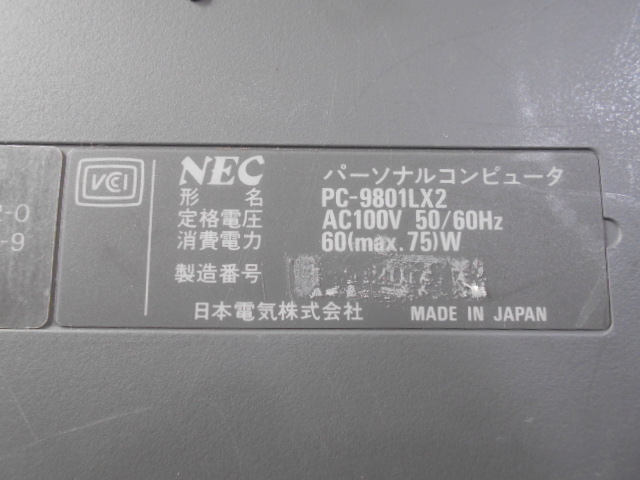 VCI
NEC パーソナルコンピュータ
形名 PC-9801LX2
定格電圧 AC100V 50/60Hz
消費電力 60(max.75)W
製造番号
日本電気株式会社 MADE IN JAPAN
-0
-9